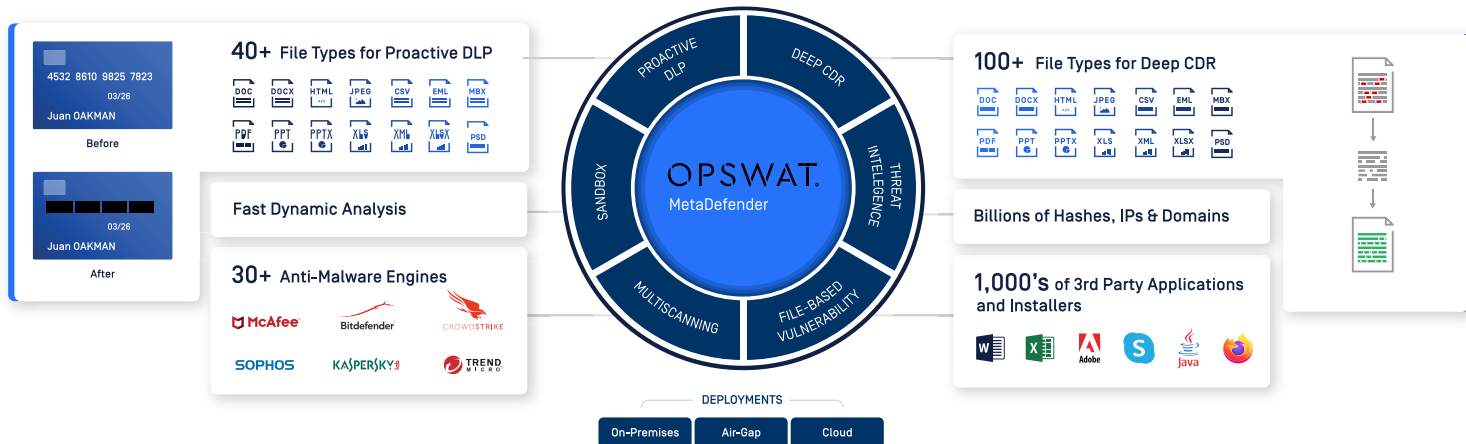 4532 8610 9825 7823
03/26
Juan OAKMAN
Before
03/26
Juan OAKMAN
After
40+ File Types for Proactive DLP
DOC DOCX HTML JPEG CSV EML MBX
PDF PPT PPTX XLS XML XLSX PSD
Fast Dynamic Analysis
30+ Anti-Malware Engines
McAfee Bitdefender CROWDSTRIKE
SOPHOS KASPERSKY lab TREND
MICRO
PROACTIVE
DLP
DEEP CDR
SANDBOX
THREAT
INTELEGENCE
MULTISCANNING
FILE-BASED
VULNERABILITY
OPSWAT.
MetaDefender
DEPLOYMENTS
On-Premises Air-Gap Cloud
100+ File Types for Deep CDR
DOC DOCX HTML JPEG CSV EML MBX
</>
PDF PPT PPTX XLS XML XLSX PSD
Billions of Hashes, IPs & Domains
1,000's of 3rd Party Applications
and Installers
W X Adobe S Java